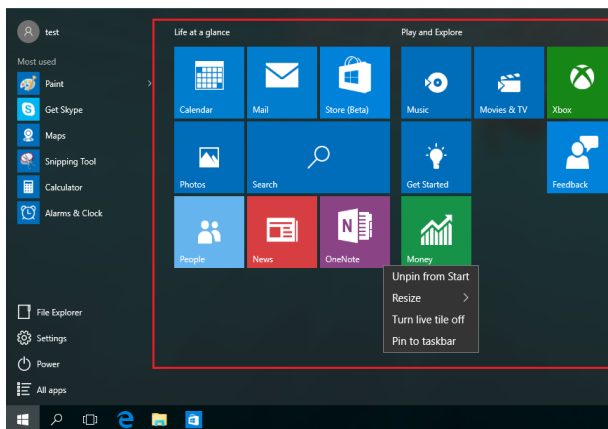 test
Most used
Paint
Get Skype
Maps
Snipping Tool
Calculator
Alarms & Clock
File Explorer
Settings
Power
All apps
Life at a glance
Calendar
Mail
Store (Beta)
Photos
Search
People
News
OneNote
Play and Explore
Music
Movies & TV
Xbox
Get Started
Feedback
Money
Unpin from Start
Resize
Turn live tile off
Pin to taskbar